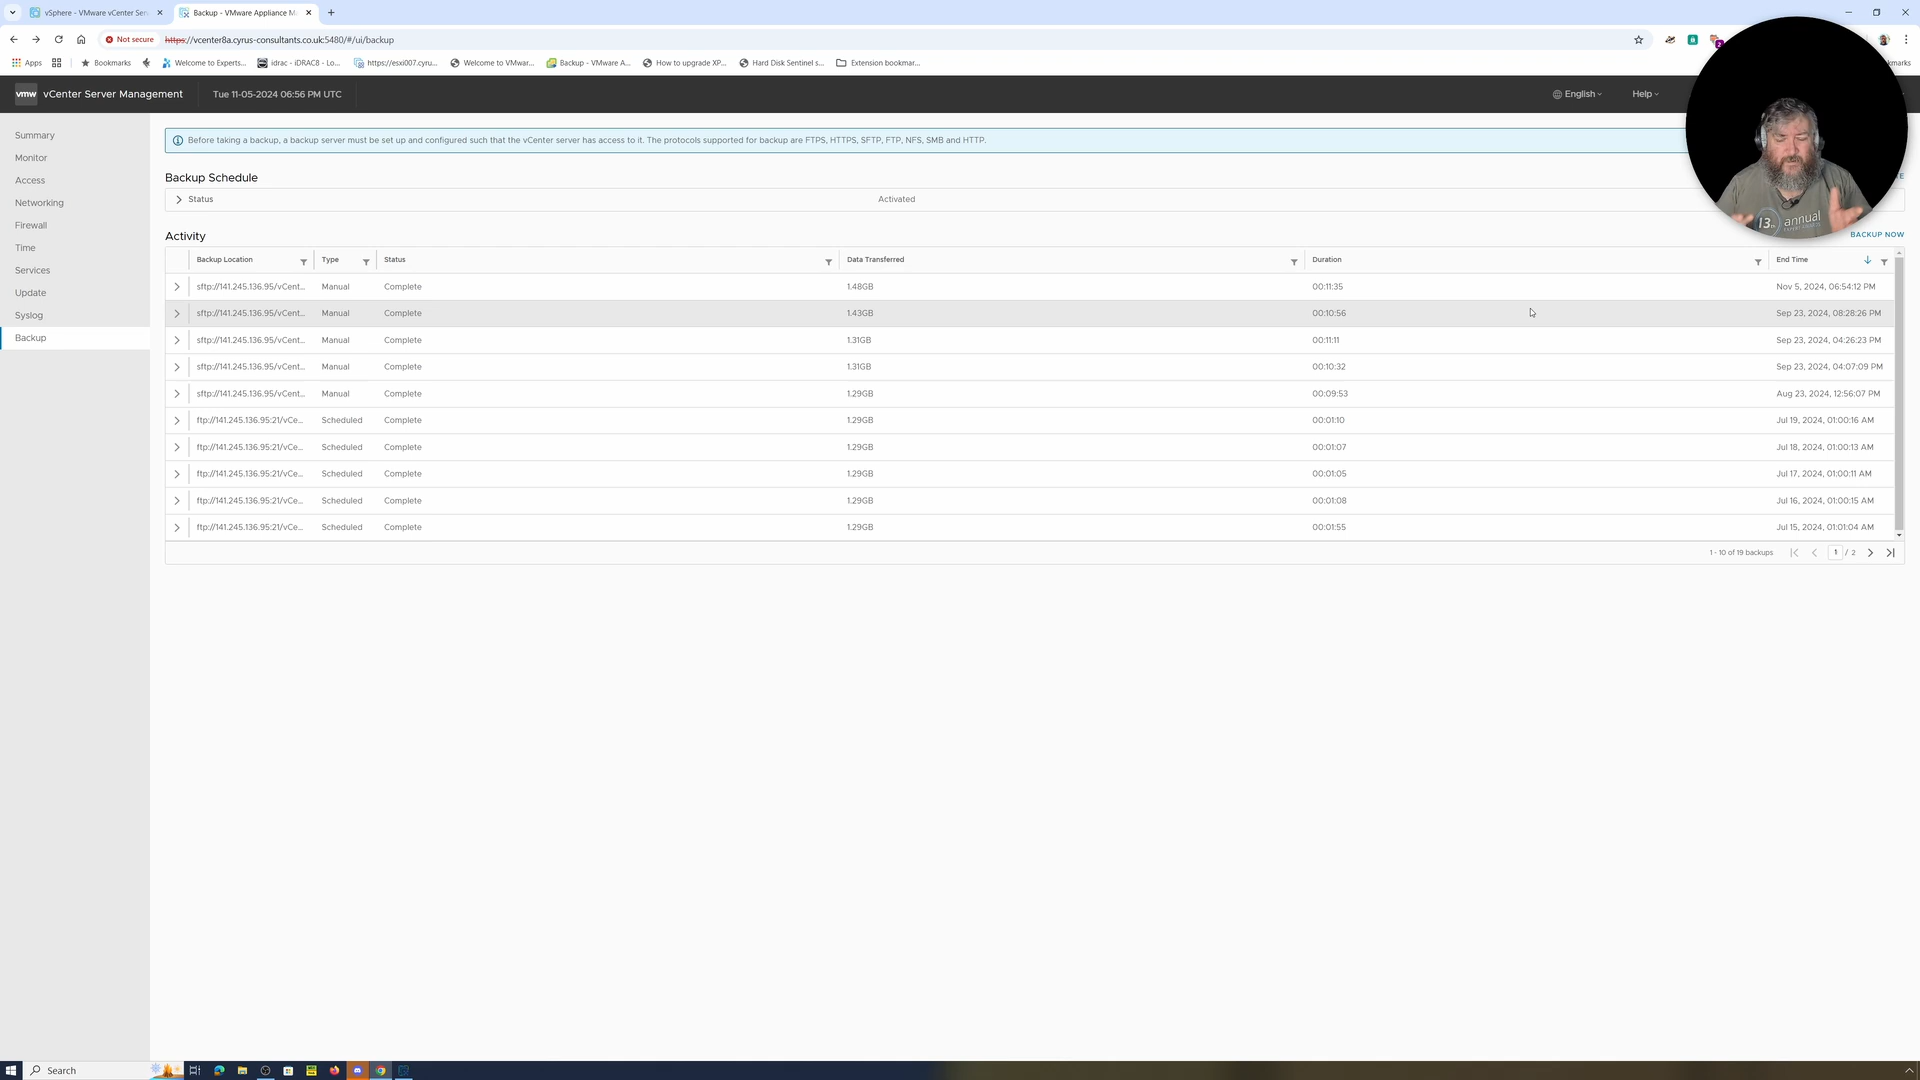 vSphere - VMware vCenter Ser
Backup - VMware Appliance M
Not secure
https://vcenter8a.cyrus-consultants.co.uk:5480/#/ui/backup
2
Apps
Bookmarks
Welcome to Experts...
idrac - iDRAC8 - Lo...
https://esxi007.cyru...
Welcome to VMwar...
Backup - VMware A...
How to upgrade XP...
Hard Disk Sentinel s...
Extension bookmar...
kmarks
vmw vCenter Server Management
Tue 11-05-2024 06:56 PM UTC
English
Help
Summary
Monitor
Access
Networking
Firewall
Time
Services
Update
Syslog
Backup
Before taking a backup, a backup server must be set up and configured such that the vCenter server has access to it. The protocols supported for backup are FTPS, HTTPS, SFTP, FTP, NFS, SMB and HTTP.
Backup Schedule
Status Activated
13th annual
Activity
BACKUP NOW
Backup Location Type Status Data Transferred Duration End Time
sftp://141.245.136.95/vCent... Manual Complete 1.48GB 00:11:35 Nov 5, 2024, 06:54:12 PM
sftp://141.245.136.95/vCent... Manual Complete 1.43GB 00:10:56 Sep 23, 2024, 08:28:26 PM
sftp://141.245.136.95/vCent... Manual Complete 1.31GB 00:11:11 Sep 23, 2024, 04:26:23 PM
sftp://141.245.136.95/vCent... Manual Complete 1.31GB 00:10:32 Sep 23, 2024, 04:07:09 PM
sftp://141.245.136.95/vCent... Manual Complete 1.29GB 00:09:53 Aug 23, 2024, 12:56:07 PM
ftp://141.245.136.95:21/vCe... Scheduled Complete 1.29GB 00:01:10 Jul 19, 2024, 01:00:16 AM
ftp://141.245.136.95:21/vCe... Scheduled Complete 1.29GB 00:01:07 Jul 18, 2024, 01:00:13 AM
ftp://141.245.136.95:21/vCe... Scheduled Complete 1.29GB 00:01:05 Jul 17, 2024, 01:00:11 AM
ftp://141.245.136.95:21/vCe... Scheduled Complete 1.29GB 00:01:08 Jul 16, 2024, 01:00:15 AM
ftp://141.245.136.95:21/vCe... Scheduled Complete 1.29GB 00:01:55 Jul 15, 2024, 01:01:04 AM
1 - 10 of 19 backups 1 / 2
Search